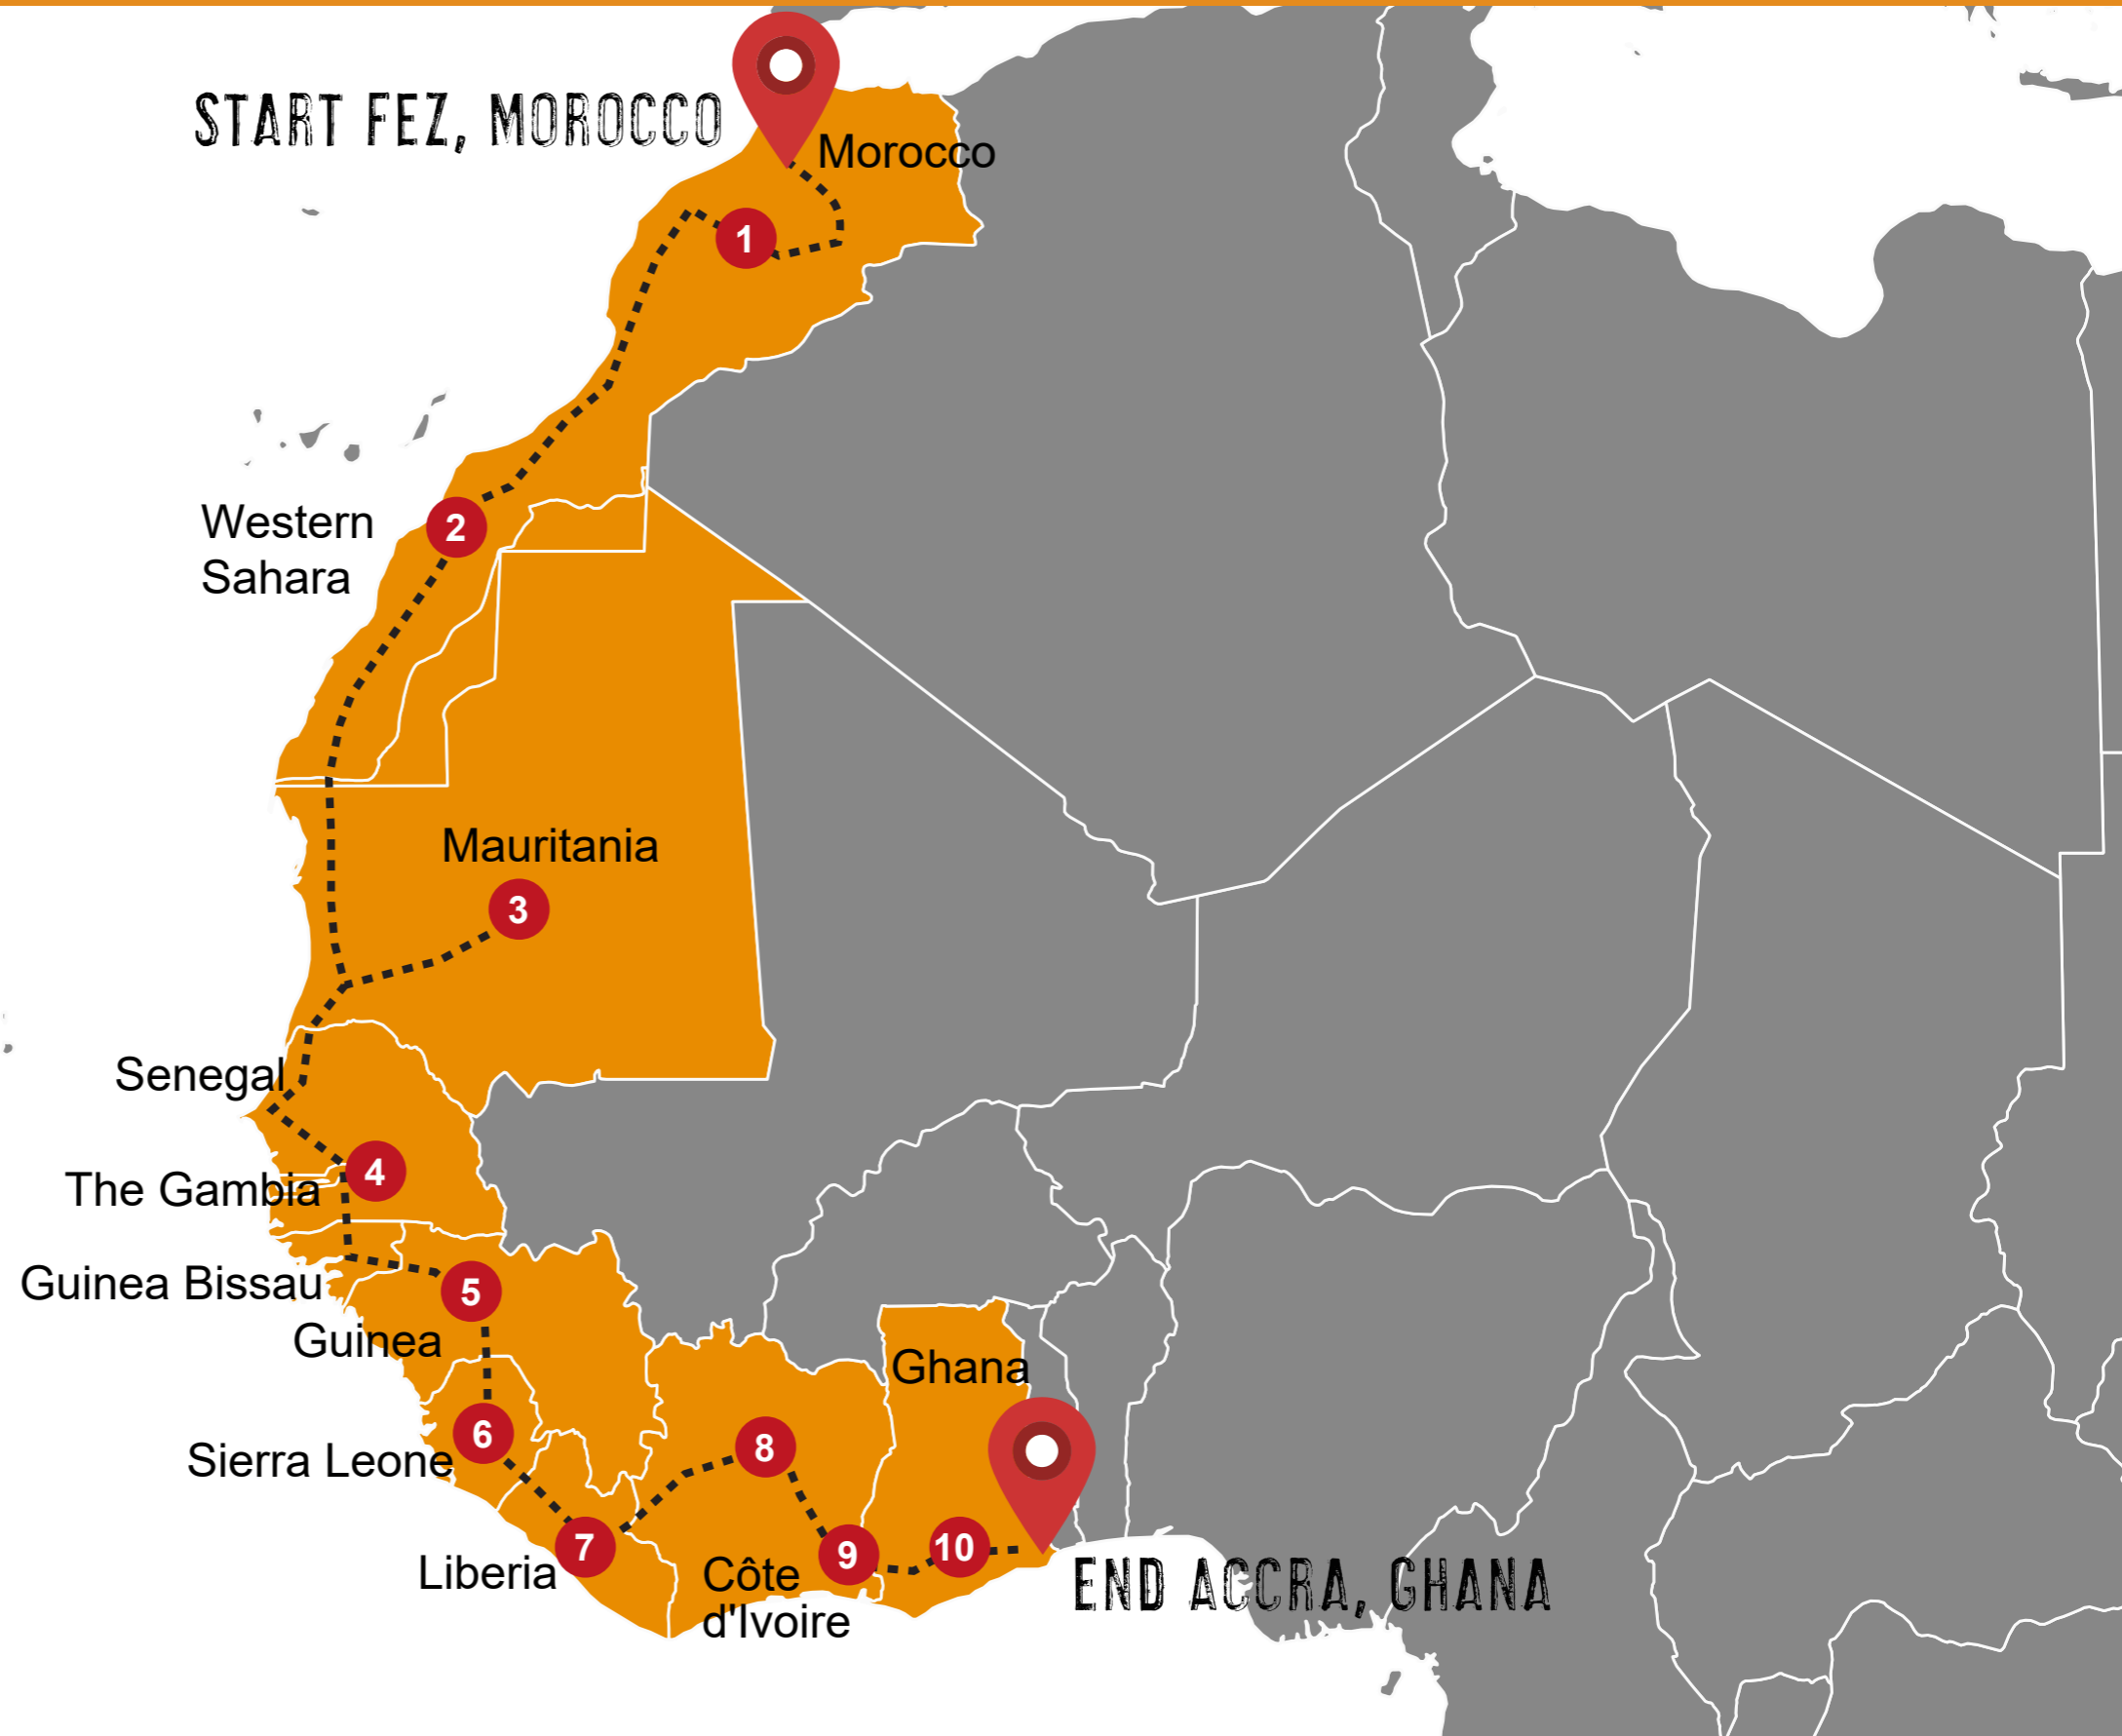 START FEZ, MOROCCO
Morocco
1
2
Western
Sahara
Mauritania
3
Senegal
4
The Gambia
Guinea Bissau
5
Guinea
Ghana
6
8
Sierra Leone
7
9
10
Liberia
Côte
d'Ivoire
END ACCRA, GHANA